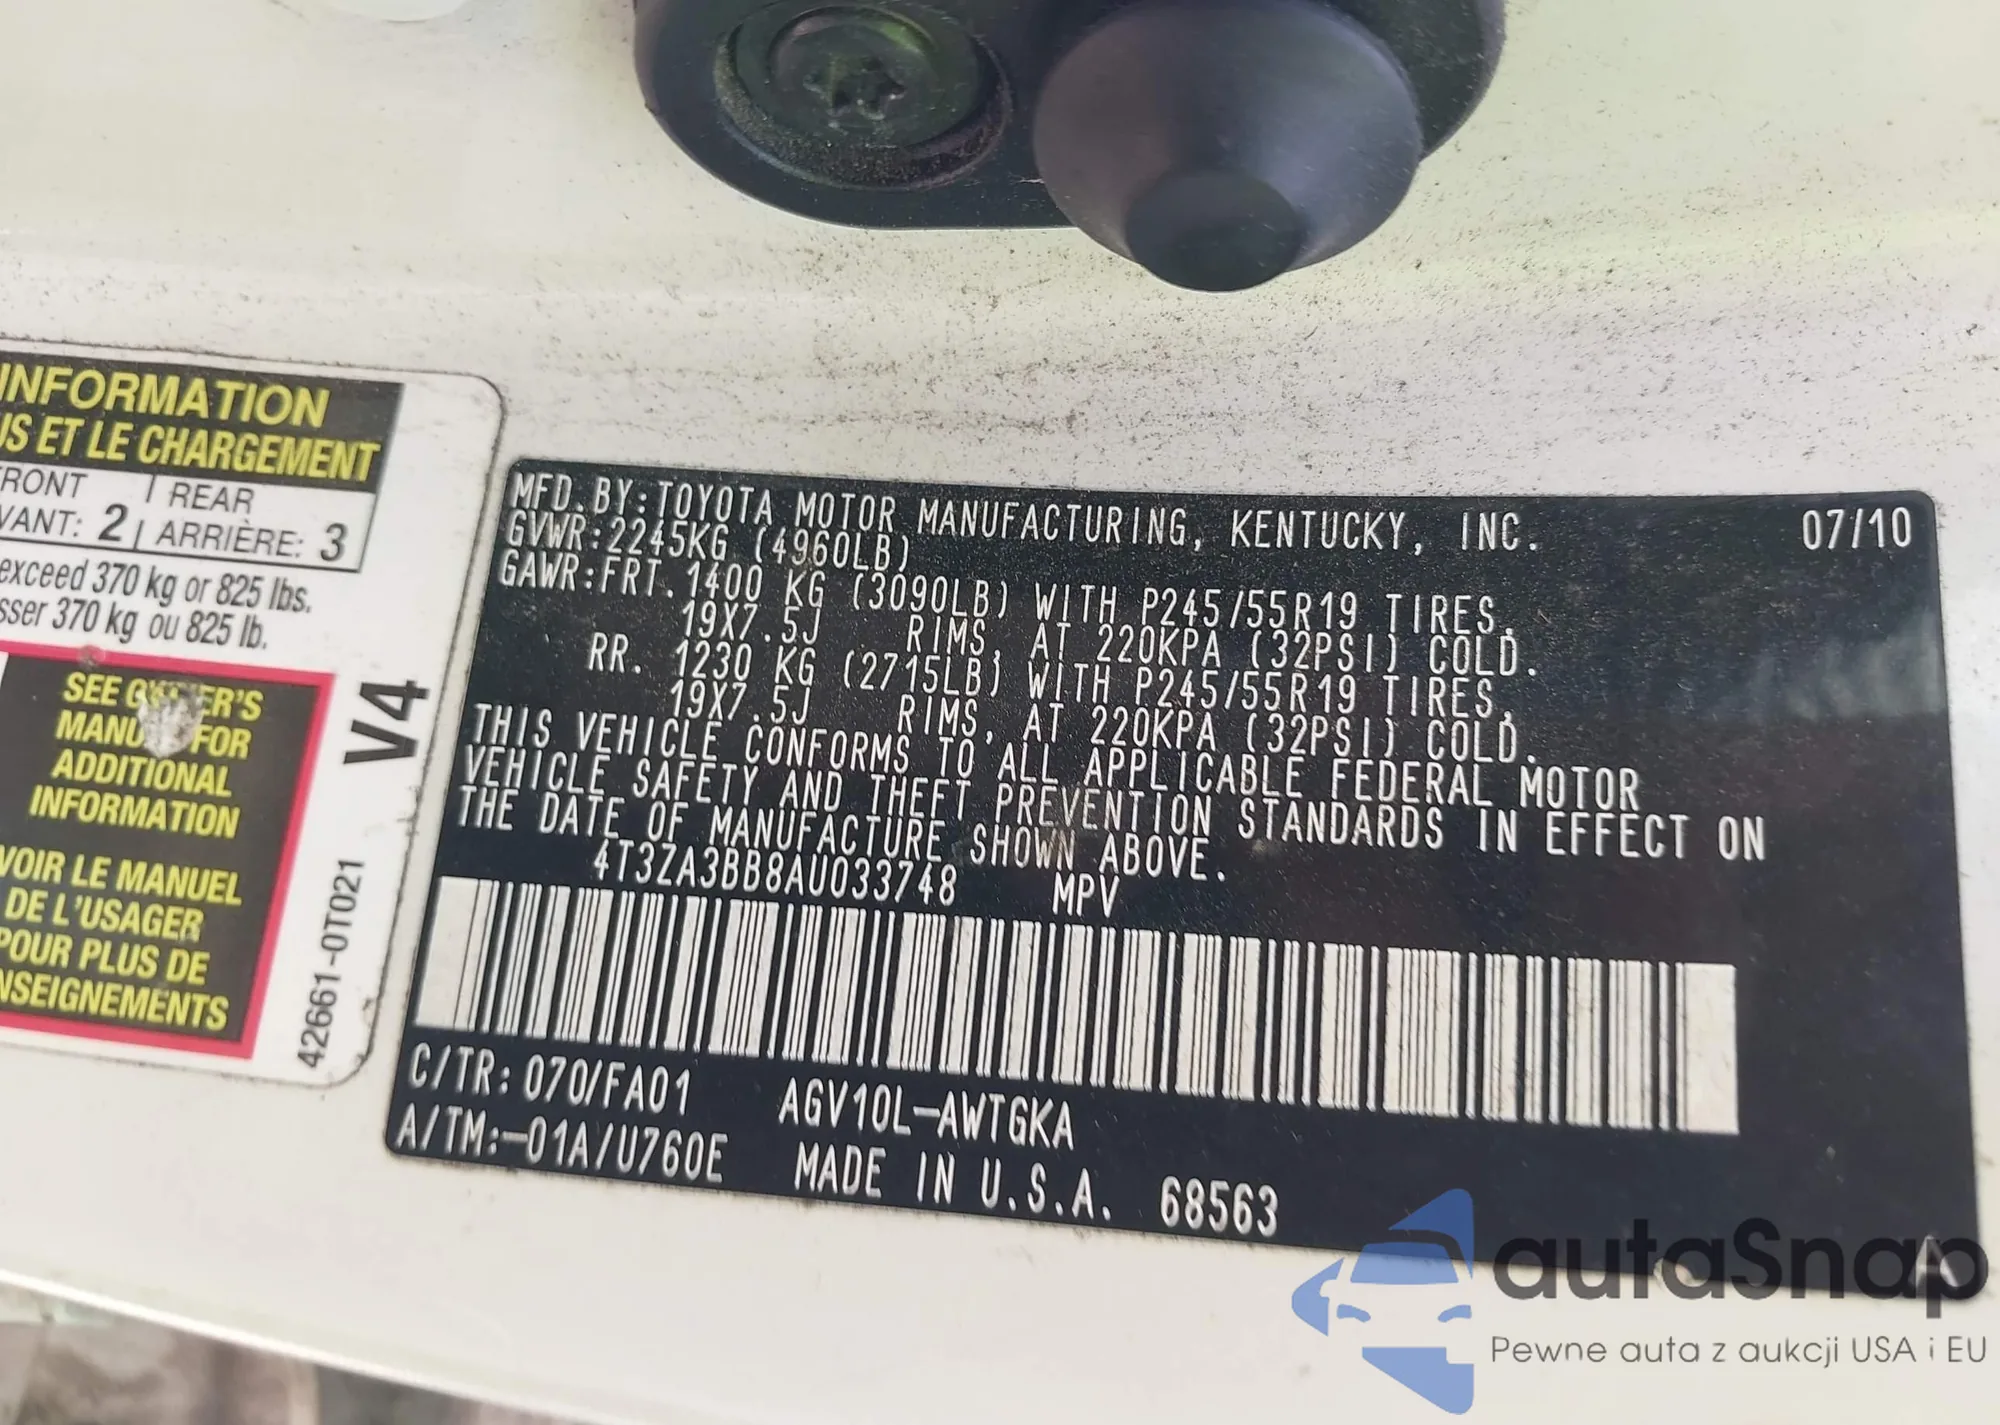 INFORMATION
US ET LE CHARGEMENT
RONT | REAR
VANT: 2 | ARRIÈRE: 3
exceed 370 kg or 825 lbs.
sser 370 kg ou 825 lb.
SEE OWNER'S
MANUAL FOR
ADDITIONAL
INFORMATION
VOIR LE MANUEL
DE L'USAGER
POUR PLUS DE
NSEIGNEMENTS
V4
42661-0T021
MFD. BY: TOYOTA MOTOR MANUFACTURING, KENTUCKY, INC. 07/10
GVWR: 2245KG (4960LB)
GAWR: FRT. 1400 KG (3090LB) WITH P245/55R19 TIRES,
19X7.5J RIMS, AT 220KPA (32PSI) COLD.
RR. 1230 KG (2715LB) WITH P245/55R19 TIRES,
19X7.5J RIMS, AT 220KPA (32PSI) COLD.
THIS VEHICLE CONFORMS TO ALL APPLICABLE FEDERAL MOTOR
VEHICLE SAFETY AND THEFT PREVENTION STANDARDS IN EFFECT ON
THE DATE OF MANUFACTURE SHOWN ABOVE.
4T3ZA3BB8AU033748 MPV
C/TR: 070/FA01 AGV10L-AWTGKA
A/TM:-01A/U760E MADE IN U.S.A. 68563
A
autoSnap
Pewne auta z aukcji USA i EU